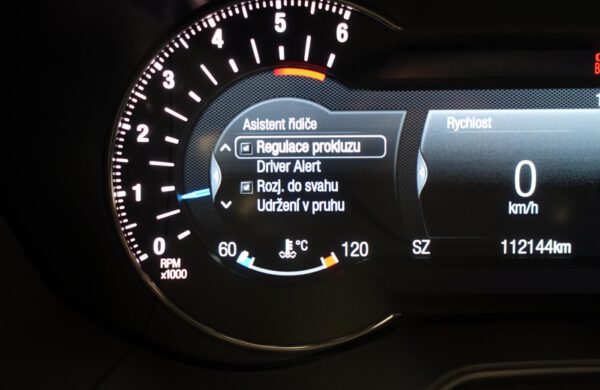 6
5
4
3
2
1
0
RPM
x1000
Asistent řidiče
Regulace prokluzu
Driver Alert
Rozj. do svahu
Udržení v pruhu
60
°C
120
Rychlost
0
km/h
SZ
112144km